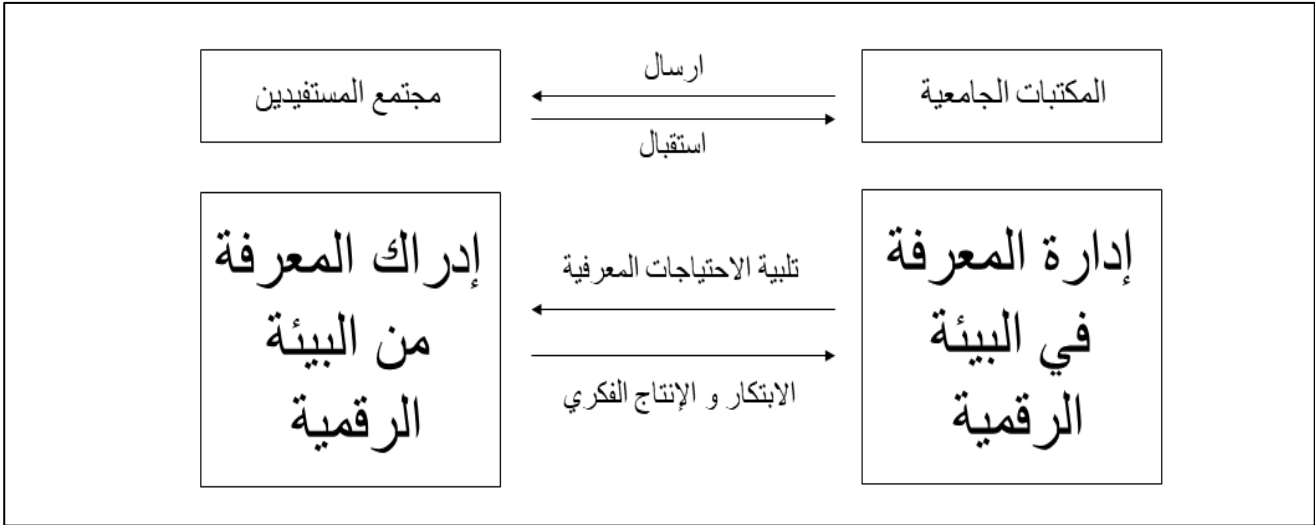 المكتبات الجامعية
ارسال
استقبال
مجتمع المستفيدين
إدارة المعرفة
في البيئة
الرقمية
تلبية الاحتياجات المعرفية
الابتكار و الإنتاج الفكري
إدراك المعرفة
من البيئة
الرقمية